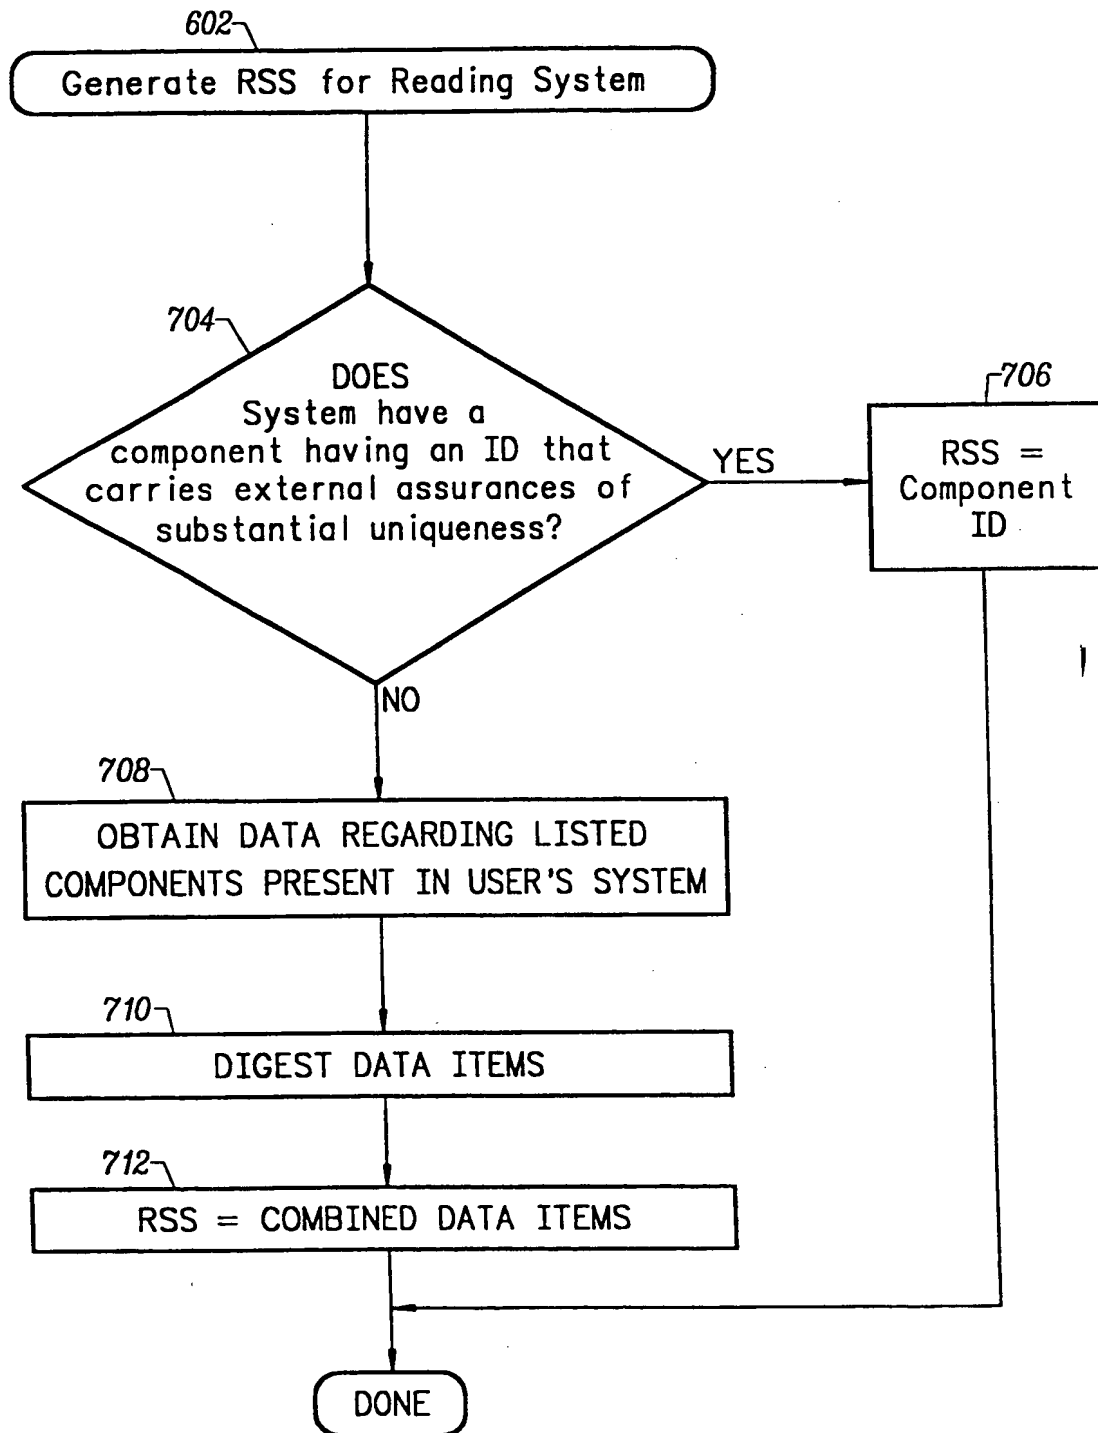 602
Generate RSS for Reading System
704
DOES
System have a
component having an ID that
carries external assurances of
substantial uniqueness?
YES
706
RSS =
Component
ID
NO
708
OBTAIN DATA REGARDING LISTED
COMPONENTS PRESENT IN USER'S SYSTEM
710
DIGEST DATA ITEMS
712
RSS = COMBINED DATA ITEMS
DONE